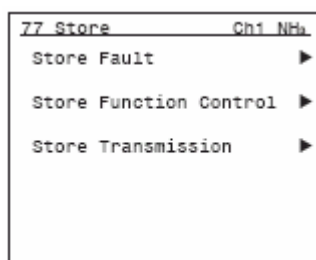 77 Store Ch1 NH₃
Store Fault ▶
Store Function Control ▶
Store Transmission ▶